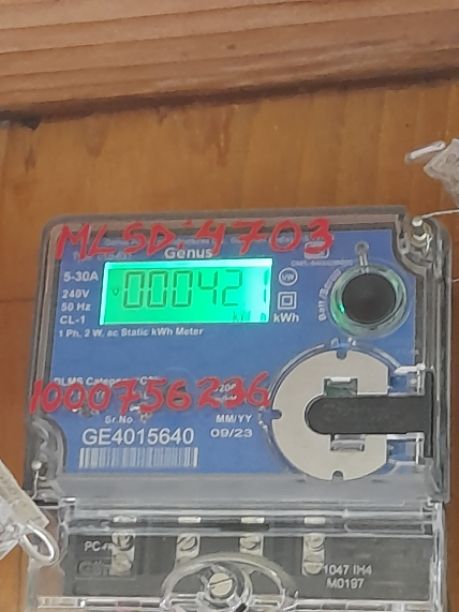 MLSD:4703
Genus
5-30A
240V
50 Hz
CL-1
kWh
1 Ph, 2 W, ac Static kWh Meter
1000756236
Sr.No
MM/YY
GE4015640
09/23
1047 IH4
M0197